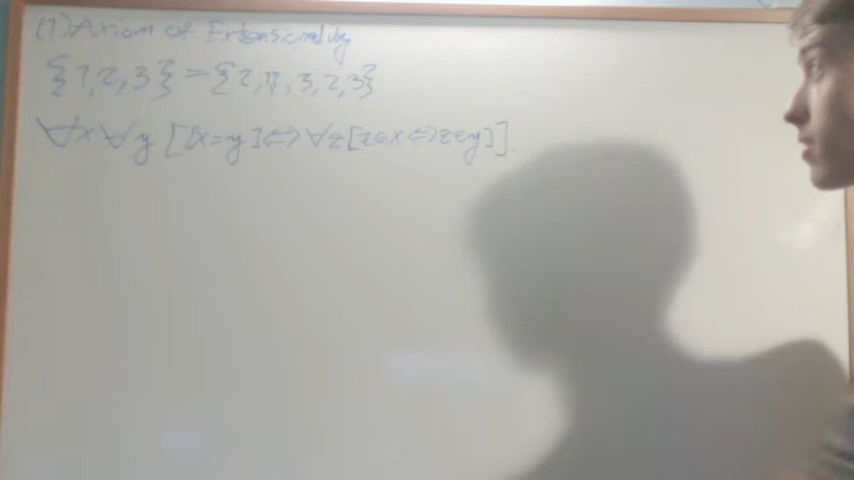 (1) Axiom of Extensionality
{1,2,3} = {2,1,3,2,3}
∀x ∀y [[x=y] ⇔ ∀z[z∈x ⇔ z∈y]]